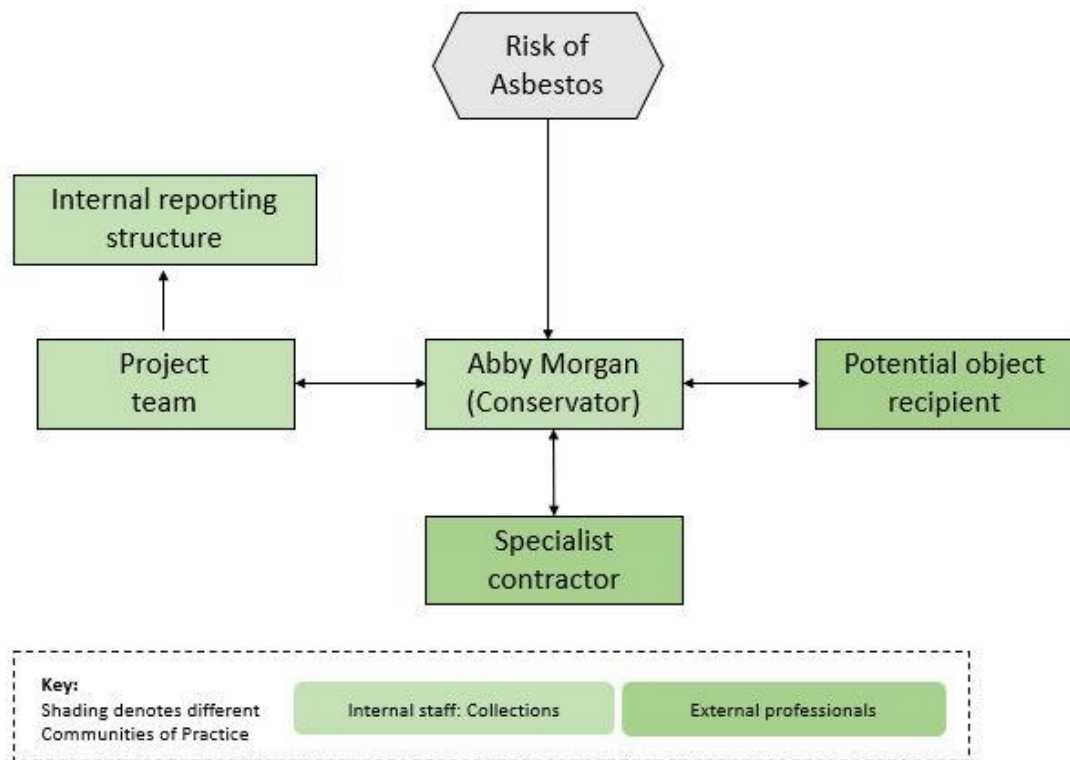 Risk of
Asbestos
Internal reporting
structure
Project
team
Abby Morgan
(Conservator)
Potential object
recipient
Specialist
contractor
Key:
Shading denotes different
Communities of Practice
Internal staff: Collections
External professionals